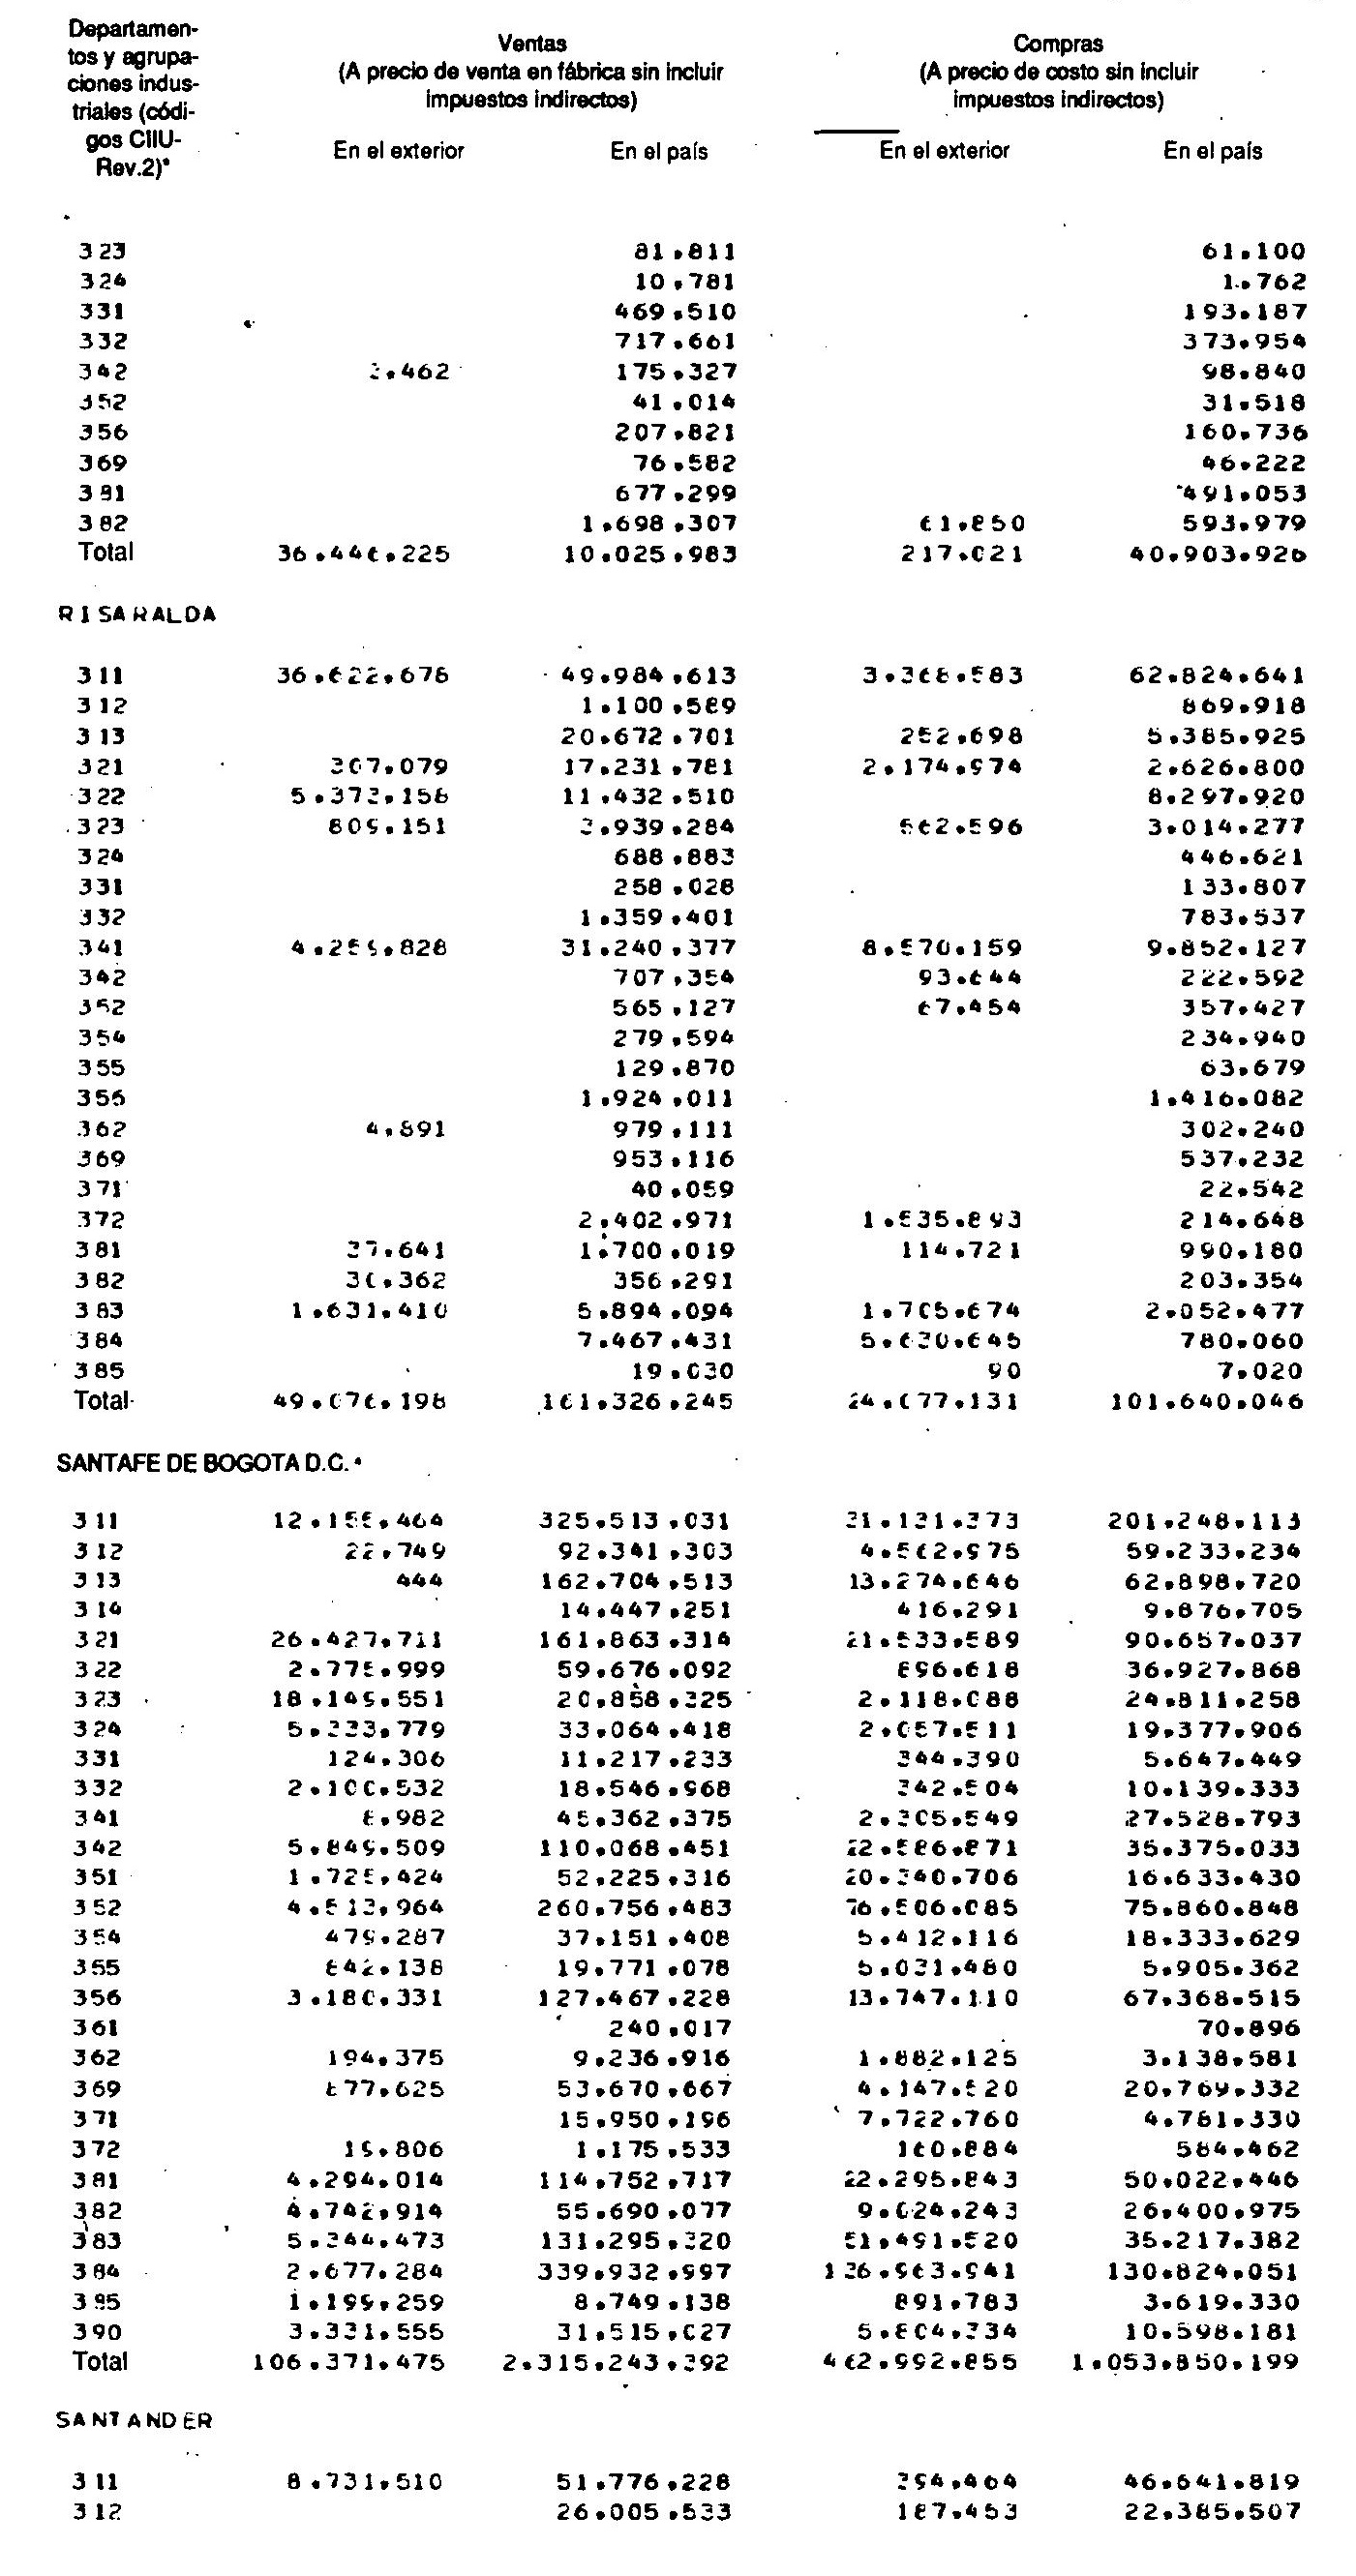 Departamen-
tos y agrupa-
ciones indus-
triales (códi-
gos CIIU-
Rev.2)*
Ventas
(A precio de venta en fábrica sin incluir
impuestos indirectos)
Compras
(A precio de costo sin incluir
impuestos indirectos)
En el exterior En el país En el exterior En el país
323 81.811 61.100
324 10.781 1.762
331 469.510 193.187
332 717.661 373.954
342 175.327 98.840
352 41.014 31.518
356 207.821 160.736
369 76.582 46.222
381 677.299 491.053
382 1.698.307 61.850 593.979
Total 36.446.225 10.025.983 217.021 40.903.926
RISARALDA
311 36.622.678 49.984.613 3.368.583 62.824.641
312 1.100.589 869.918
313 20.672.701 252.698 5.385.925
321 307.079 17.231.781 2.174.974 2.626.800
322 5.373.158 11.432.510 8.297.920
323 809.151 3.939.284 562.596 3.014.277
324 688.883 446.621
331 258.028 133.807
332 1.359.401 783.537
341 4.259.828 31.240.377 8.570.159 9.852.127
342 707.354 93.644 222.592
352 565.127 67.454 357.427
354 279.594 234.940
355 129.870 63.679
356 1.924.011 1.416.082
362 4.891 979.111 302.240
369 953.116 537.232
371 40.059 22.542
372 2.402.971 1.535.893 214.648
381 37.641 1.700.019 114.721 990.180
382 30.362 356.291 203.354
383 1.631.410 5.894.094 1.705.674 2.052.477
384 7.467.431 5.630.645 780.060
385 19.030 90 7.020
Total 49.076.198 161.326.245 24.077.131 101.640.046
SANTAFE DE BOGOTA D.C.
311 325.513.031 31.131.373 201.248.113
312 22.749 92.341.303 4.562.975 59.233.234
313 444 162.704.513 13.274.646 62.898.720
314 14.447.251 416.291 9.876.705
321 26.427.711 161.863.314 21.533.589 90.657.037
322 2.775.999 59.676.092 896.618 36.927.868
323 18.149.551 20.858.325 2.118.088 24.811.258
324 5.333.779 33.064.418 2.057.511 19.377.906
331 124.306 11.217.233 344.390 5.647.449
332 2.100.532 18.546.968 342.504 10.139.333
341 45.362.375 2.305.549 27.528.793
342 5.849.509 110.068.451 22.586.871 35.375.033
351 1.725.424 52.225.316 20.340.706 16.633.430
352 4.513.964 260.756.483 76.506.085 75.860.848
354 479.287 37.151.408 5.412.116 18.333.629
355 642.138 19.771.078 5.031.480 5.905.362
356 3.180.331 127.467.228 13.747.110 67.368.515
361 240.017 70.896
362 194.375 9.236.916 1.882.125 3.138.581
369 677.625 53.670.667 4.147.520 20.769.332
371 15.950.196 7.722.760 4.761.330
372 19.806 1.175.533 160.884 584.462
381 4.294.014 114.752.717 22.295.843 50.022.446
382 4.742.914 55.690.077 9.024.243 26.400.975
383 5.344.473 131.295.320 51.491.520 35.217.382
384 2.677.284 339.932.997 136.963.941 130.824.051
385 1.199.259 8.749.138 891.783 3.619.330
390 3.331.555 31.515.027 5.804.334 10.598.181
Total 106.371.475 2.315.243.392 462.992.855 1.053.850.199
SANTANDER
311 8.731.510 51.776.228 394.464 46.641.819
312 26.005.533 187.453 22.385.507